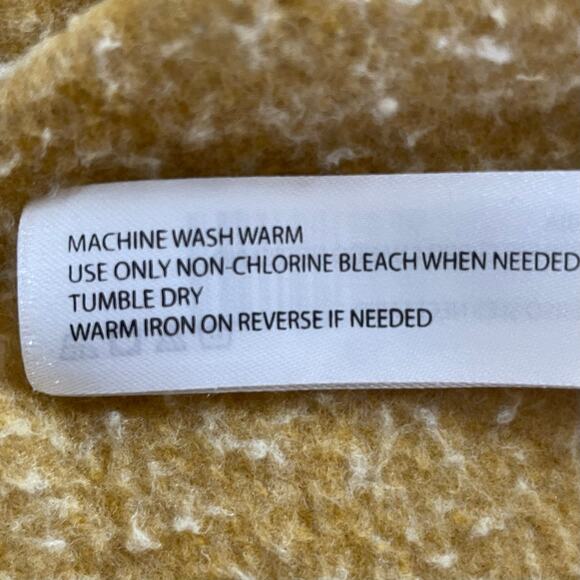 MACHINE WASH WARM
USE ONLY NON-CHLORINE BLEACH WHEN NEEDED
TUMBLE DRY
WARM IRON ON REVERSE IF NEEDED